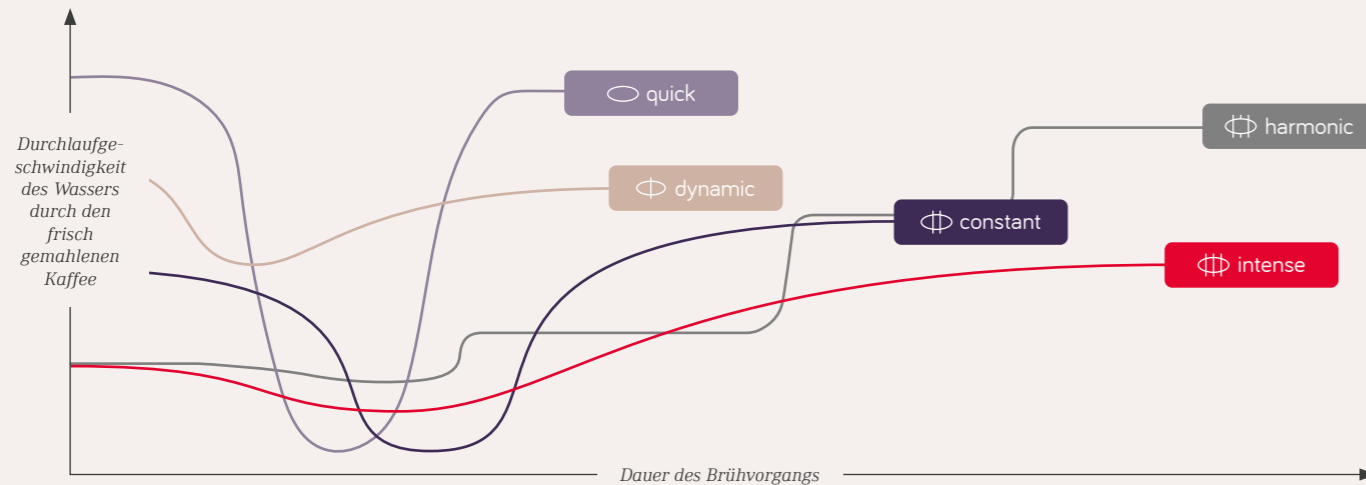 quick
harmonic
Durchlaufge-
schwindigkeit
des Wassers
durch den
frisch
gemahlenen
Kaffee
dynamic
constant
intense
Dauer des Brühvorgangs